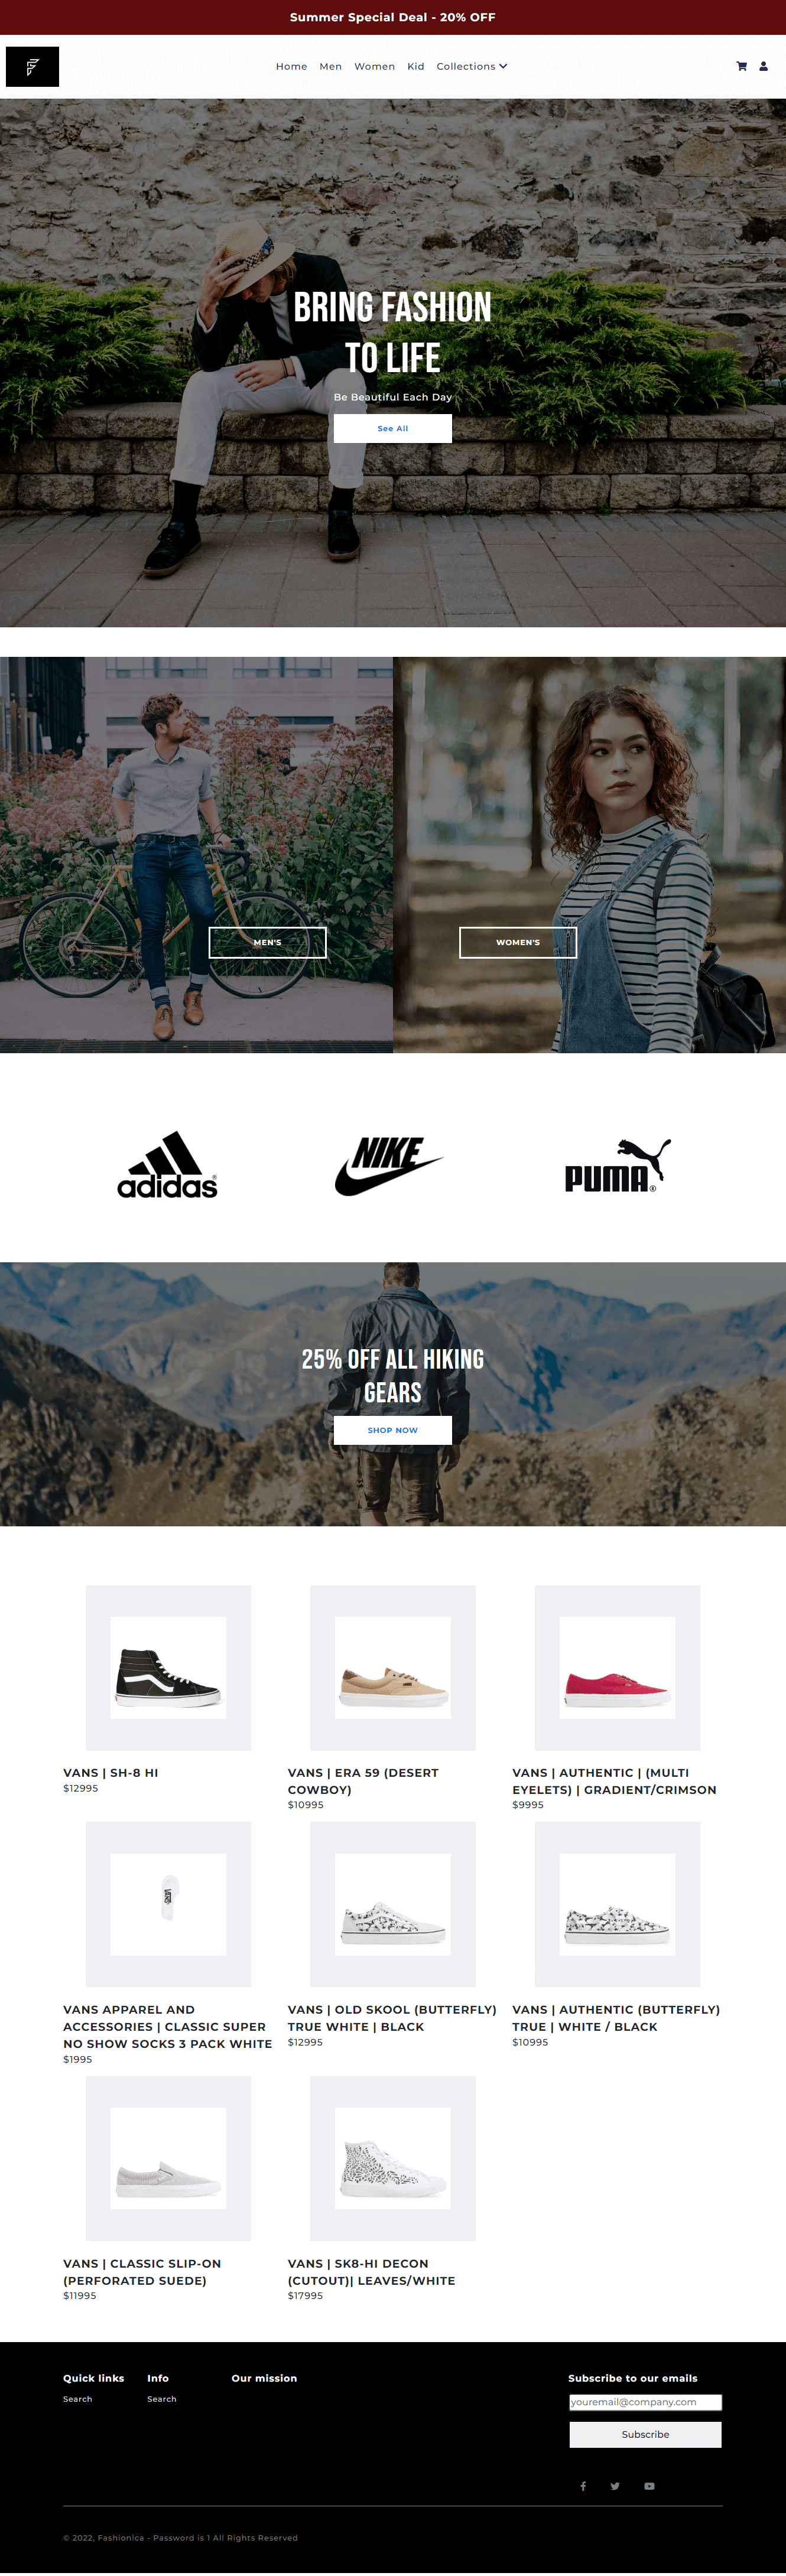 Summer Special Deal - 20% OFF
Home Men Women Kid Collections
BRING FASHION
TO LIFE
Be Beautiful Each Day
See All
MEN'S WOMEN'S
adidas® NIKE PUMA®
25% OFF ALL HIKING
GEARS
SHOP NOW
VANS | SH-8 HI
$12995
VANS | ERA 59 (DESERT
COWBOY)
$10995
VANS | AUTHENTIC | (MULTI
EYELETS) | GRADIENT/CRIMSON
$9995
VANS
VANS APPAREL AND
ACCESSORIES | CLASSIC SUPER
NO SHOW SOCKS 3 PACK WHITE
$1995
VANS | OLD SKOOL (BUTTERFLY)
TRUE WHITE | BLACK
$12995
VANS | AUTHENTIC (BUTTERFLY)
TRUE | WHITE / BLACK
$10995
VANS | CLASSIC SLIP-ON
(PERFORATED SUEDE)
$11995
VANS | SK8-HI DECON
(CUTOUT)| LEAVES/WHITE
$17995
Quick links
Search
Info
Search
Our mission
Subscribe to our emails
youremail@company.com
Subscribe
© 2022, Fashionica - Password is 1 All Rights Reserved